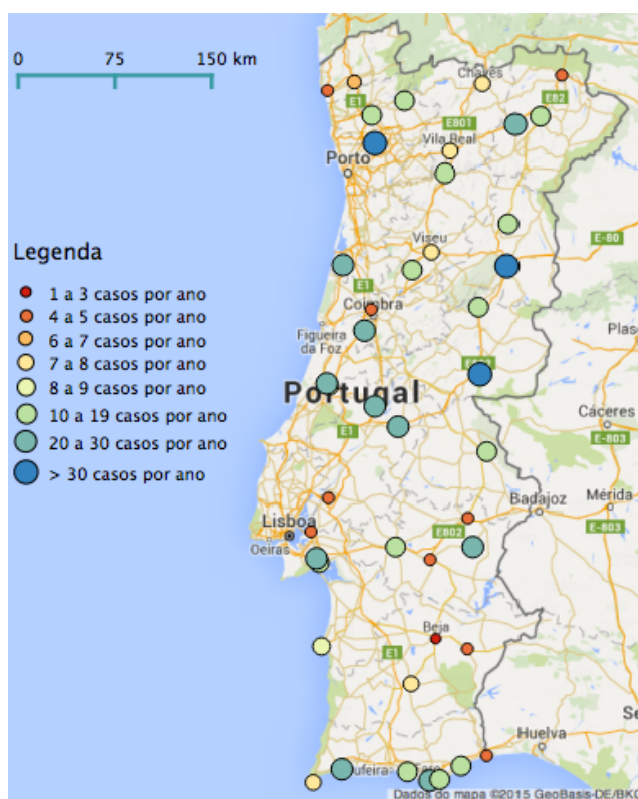 0 75 150 km
Chaves
E1
E82
E801
Vila Real
Porto
E-80
Viseu
Legenda
1 a 3 casos por ano
4 a 5 casos por ano
6 a 7 casos por ano
7 a 8 casos por ano
8 a 9 casos por ano
10 a 19 casos por ano
20 a 30 casos por ano
> 30 casos por ano
E1
Coimbra
Figueira
da Foz
Plase
Portugal
Cáceres
E-803
E1
Badajoz
Mérida
E-803
Lisboa
Oeiras
E802
Beja
E1
Se
Huelva
ufeira
Faro
Dados do mapa ©2015 GeoBasis-DE/BKG